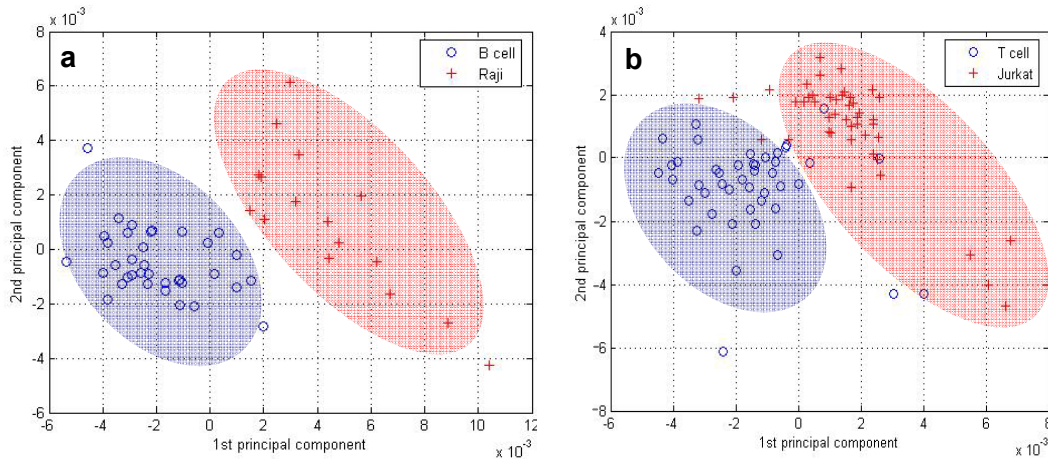 x 10⁻³
a
B cell
Raji
8
6
4
2
0
-2
-4
-6
2nd principal component
-6
-4
-2
0
2
4
6
8
10
12
1st principal component
x 10⁻³
x 10⁻³
b
T cell
Jurkat
4
2
0
-2
-4
-6
-8
2nd principal component
-6
-4
-2
0
2
4
6
8
1st principal component
x 10⁻³